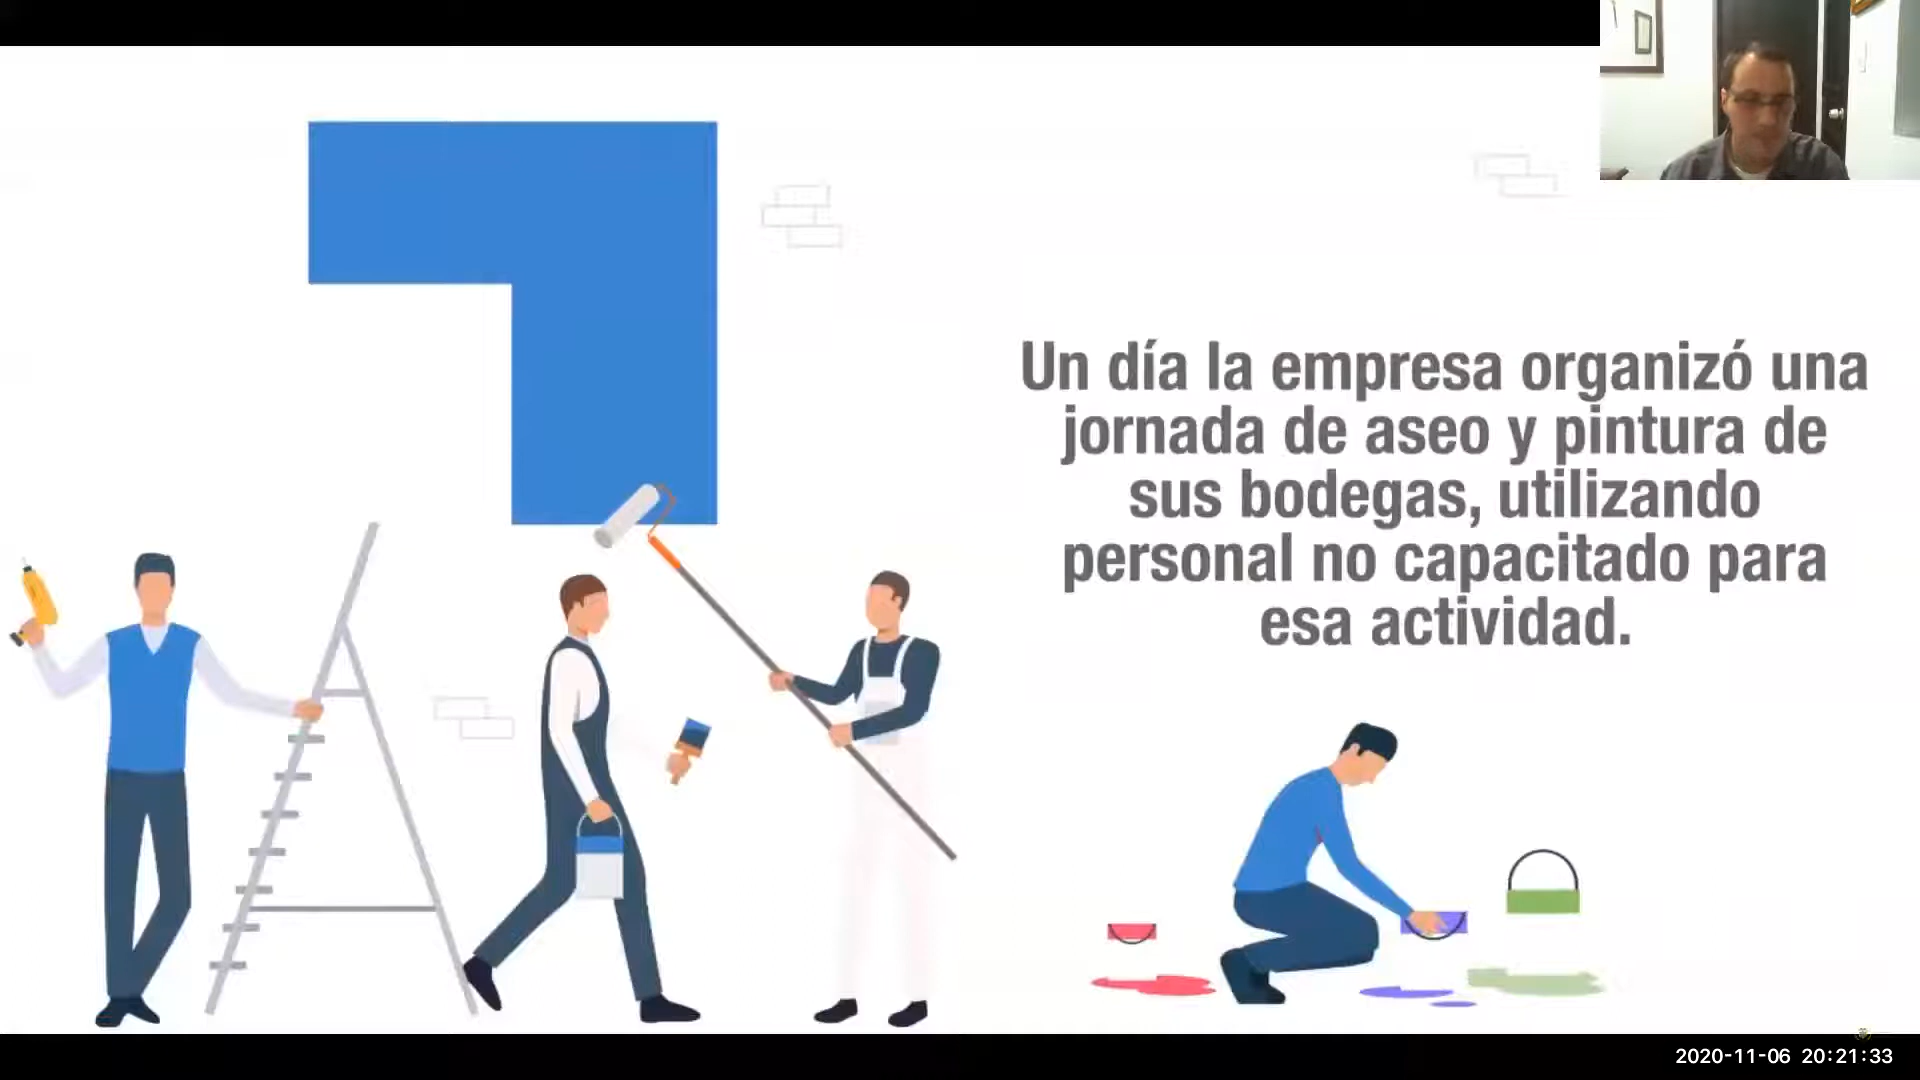 Un día la empresa organizó una
jornada de aseo y pintura de
sus bodegas, utilizando
personal no capacitado para
esa actividad.
2020-11-06 20:21:33